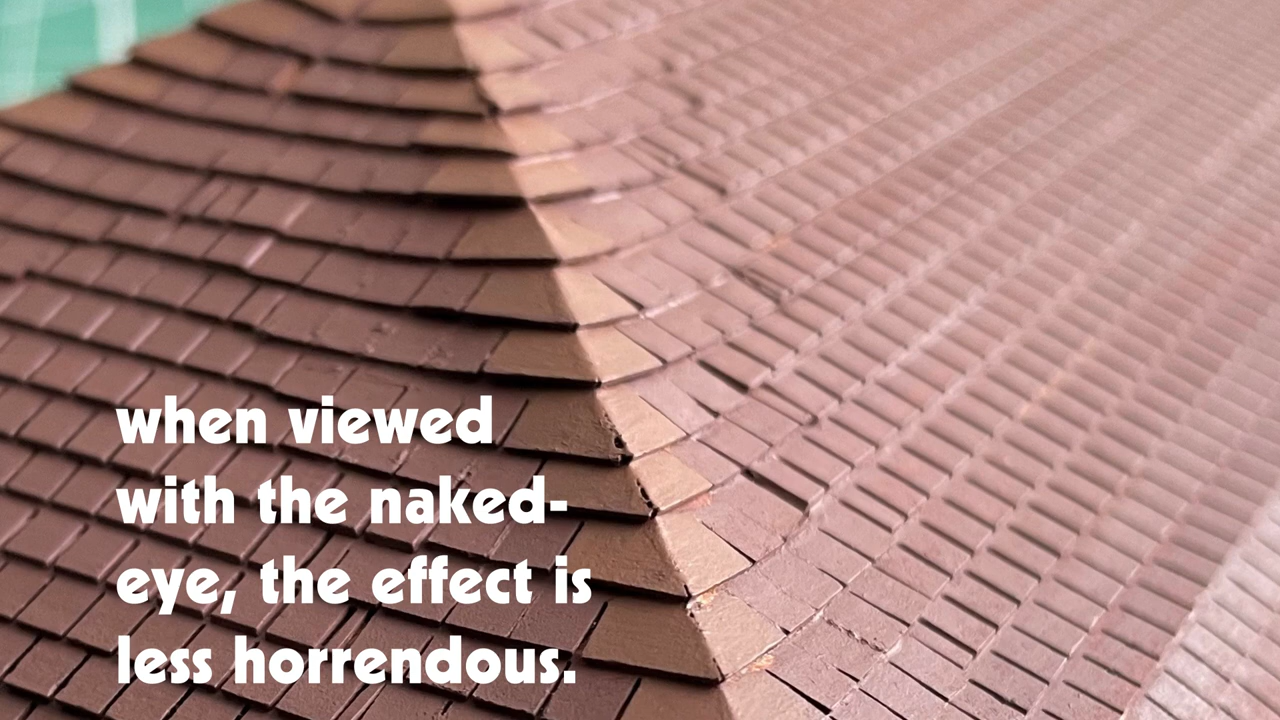 when viewed
with the naked-
eye, the effect is
less horrendous.